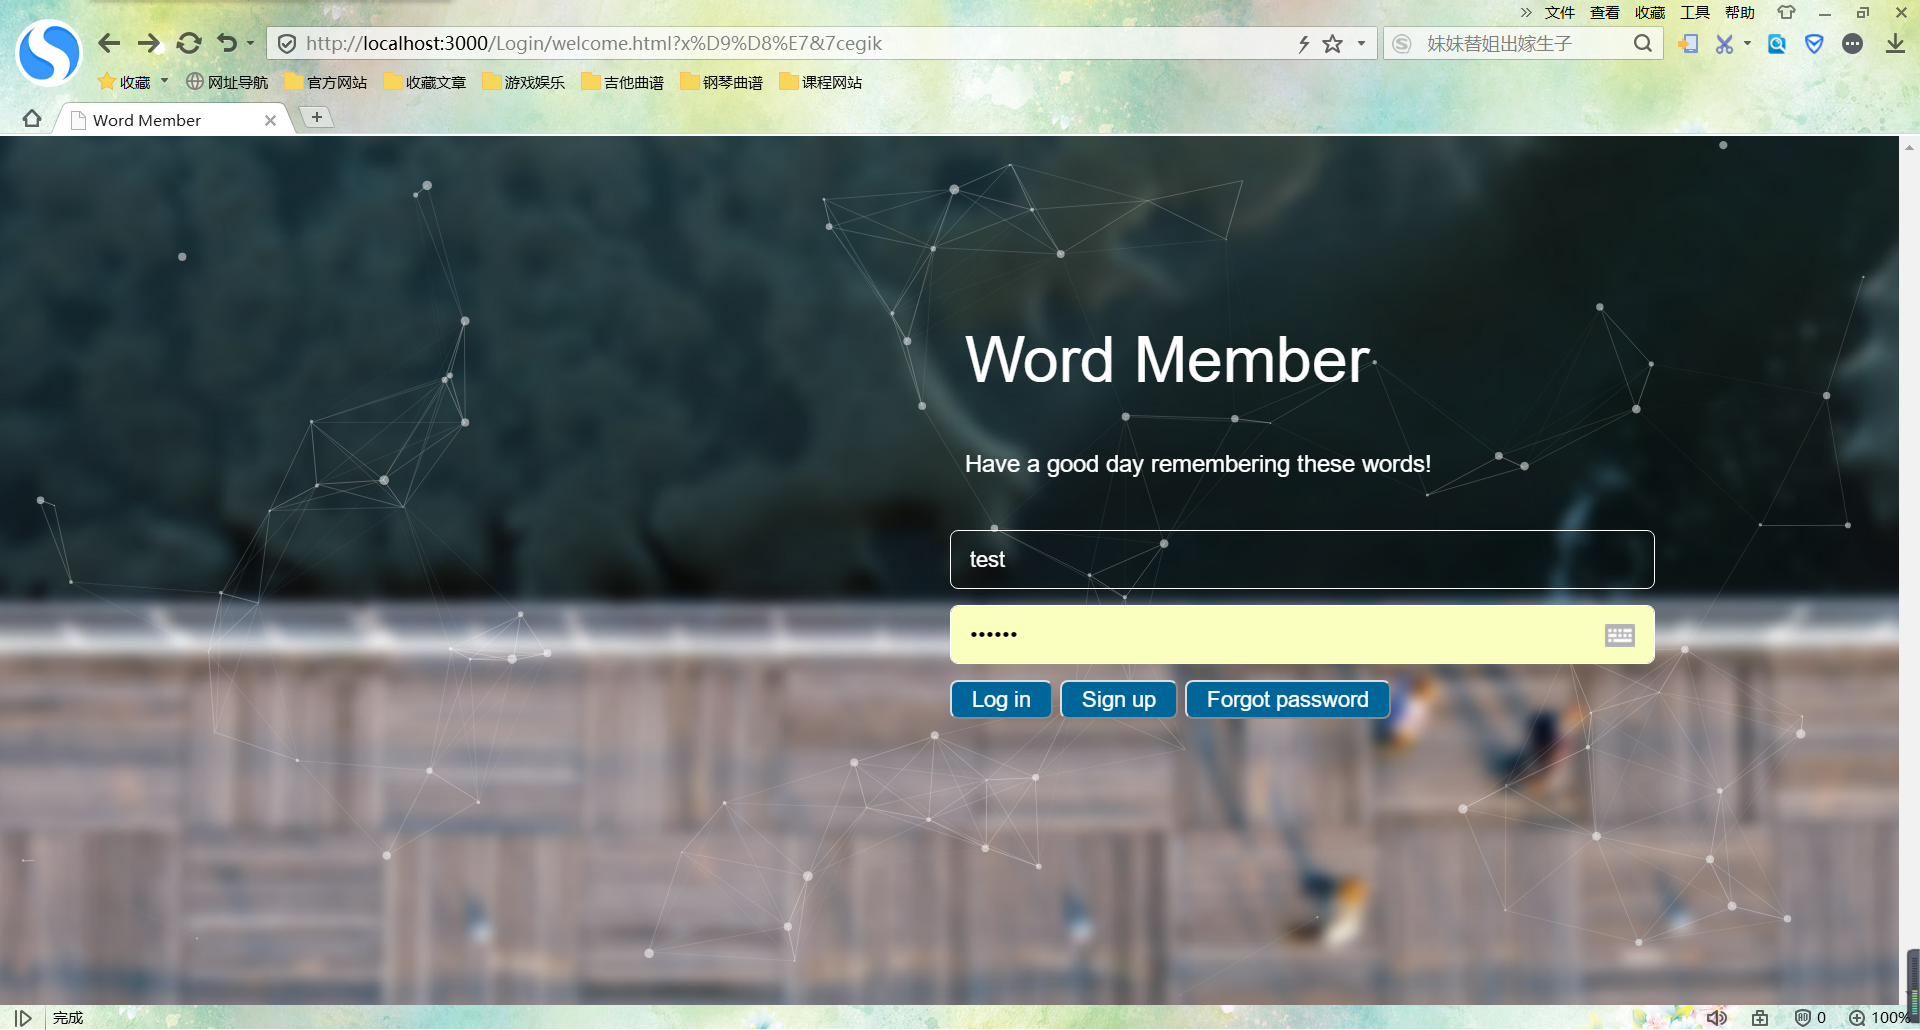 文件 查看 收藏 工具 帮助
http://localhost:3000/Login/welcome.html?x%D9%D8%E7&7cegik
妹妹替姐出嫁生子
收藏 网址导航 官方网站 收藏文章 游戏娱乐 吉他曲谱 钢琴曲谱 课程网站
Word Member
Word Member
Have a good day remembering these words!
test
••••••
Log in Sign up Forgot password
完成
0 100%